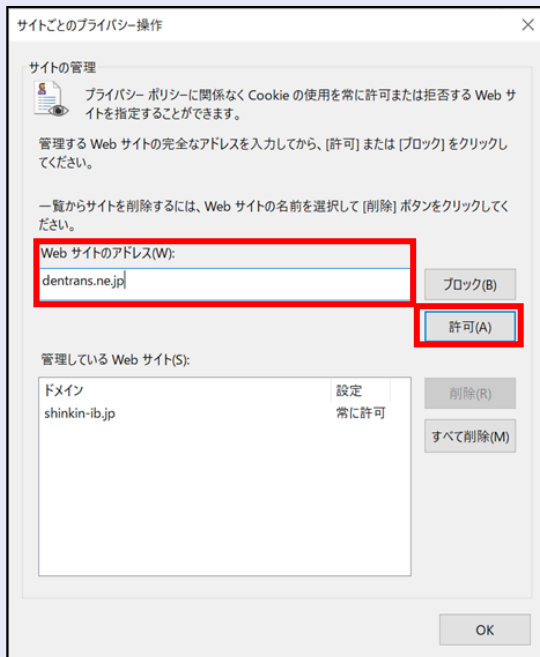 サイトごとのプライバシー操作
サイトの管理
プライバシー ポリシーに関係なく Cookie の使用を常に許可または拒否する Web サ
イトを指定することができます。
管理する Web サイトの完全なアドレスを入力してから、[許可] または [ブロック] をクリックし
てください。
一覧からサイトを削除するには、Web サイトの名前を選択して [削除] ボタンをクリックしてく
ださい。
Web サイトのアドレス(W):
dentrans.ne.jp
ブロック(B)
許可(A)
管理している Web サイト(S):
ドメイン 設定
shinkin-ib.jp 常に許可
削除(R)
すべて削除(M)
OK